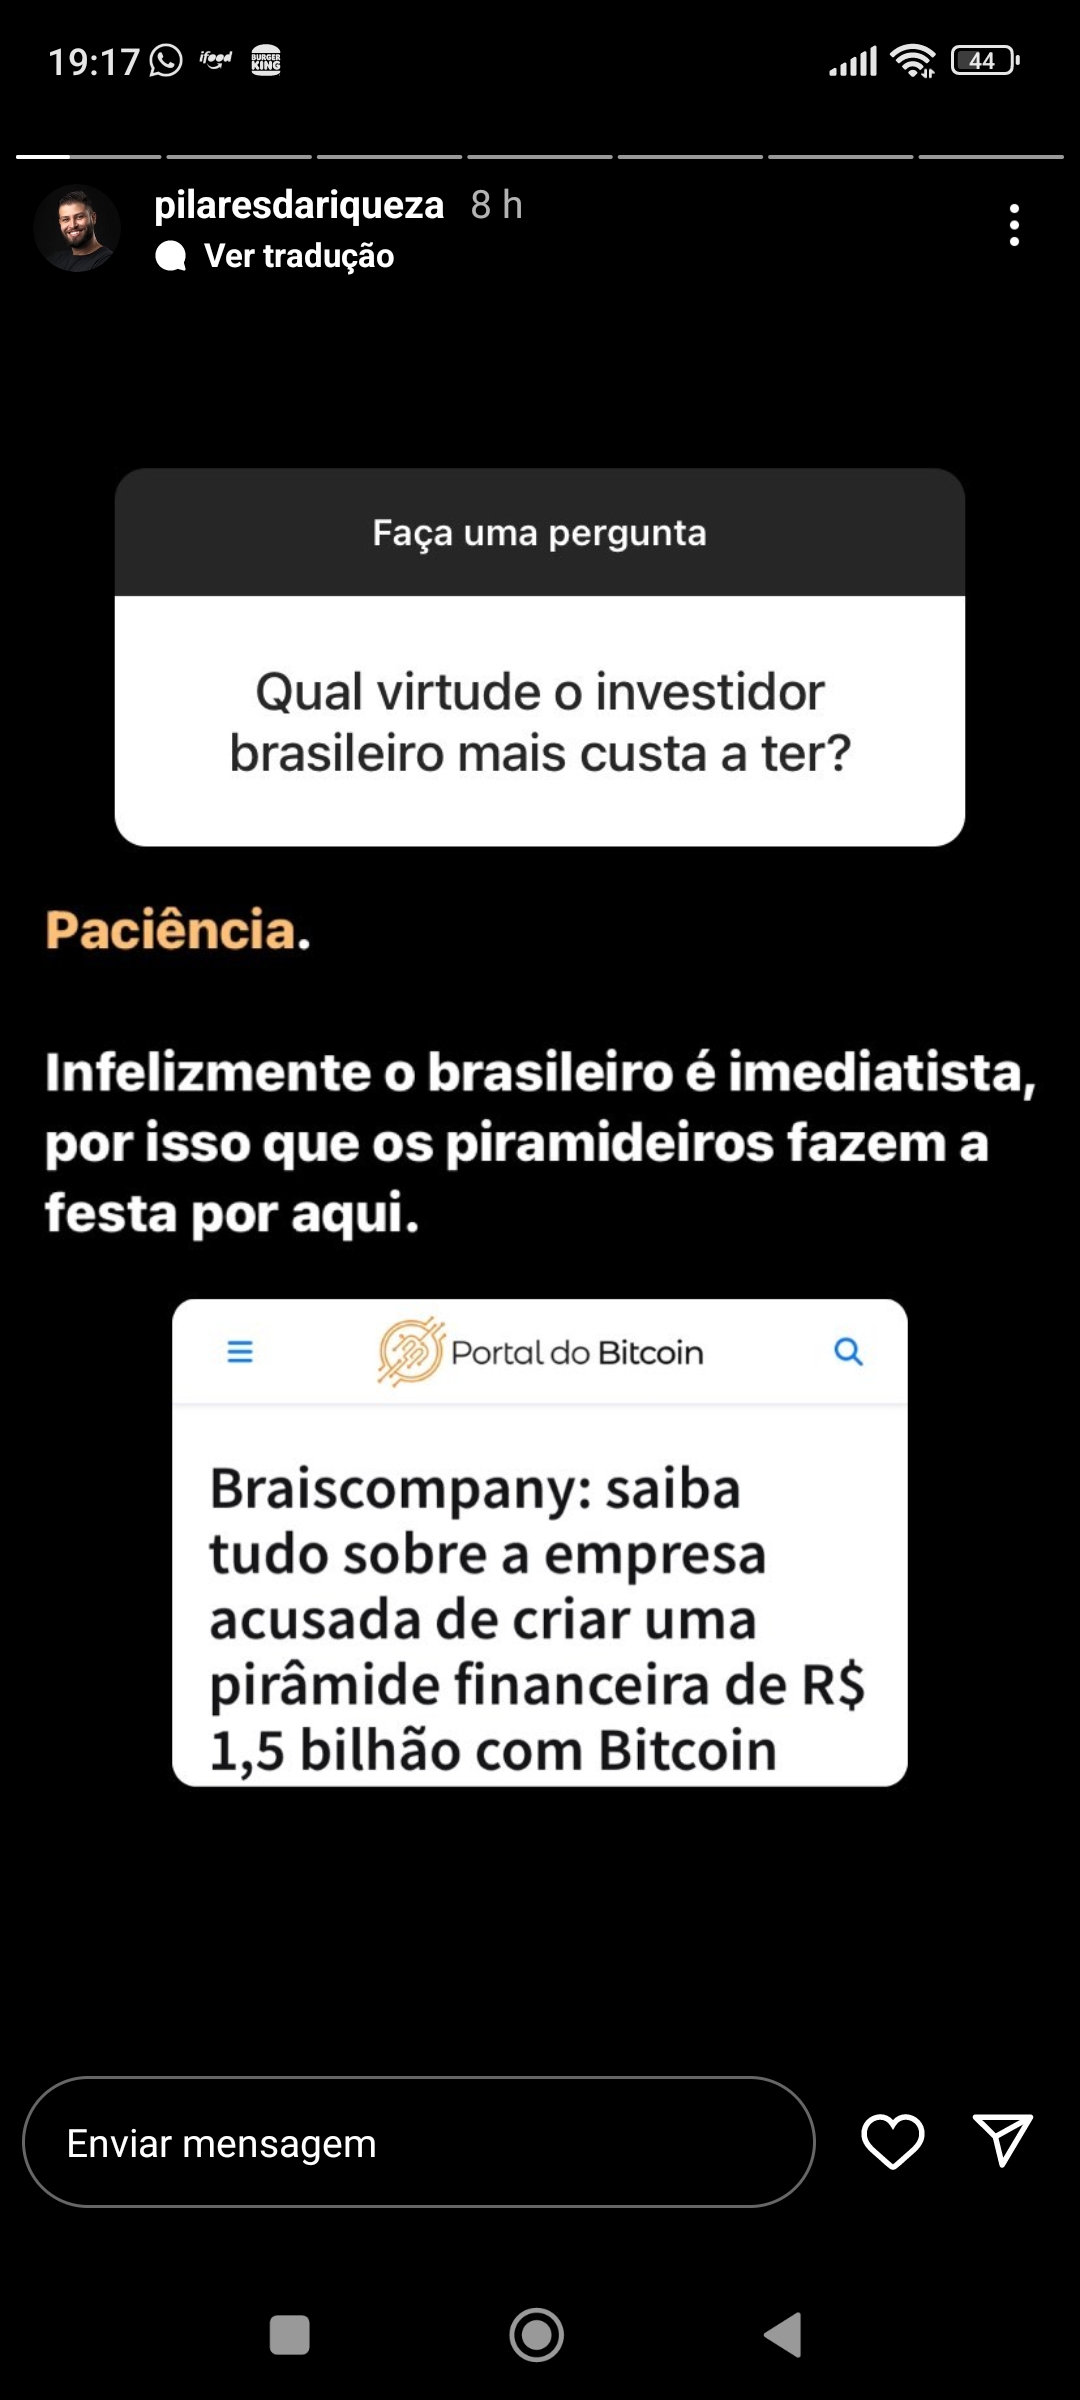 19:17 ifood BURGER KING 44
pilaresdariqueza 8 h
Ver tradução
Faça uma pergunta
Qual virtude o investidor
brasileiro mais custa a ter?
Paciência.
Infelizmente o brasileiro é imediatista,
por isso que os piramideiros fazem a
festa por aqui.
Portal do Bitcoin
Braiscompany: saiba
tudo sobre a empresa
acusada de criar uma
pirâmide financeira de R$
1,5 bilhão com Bitcoin
Enviar mensagem